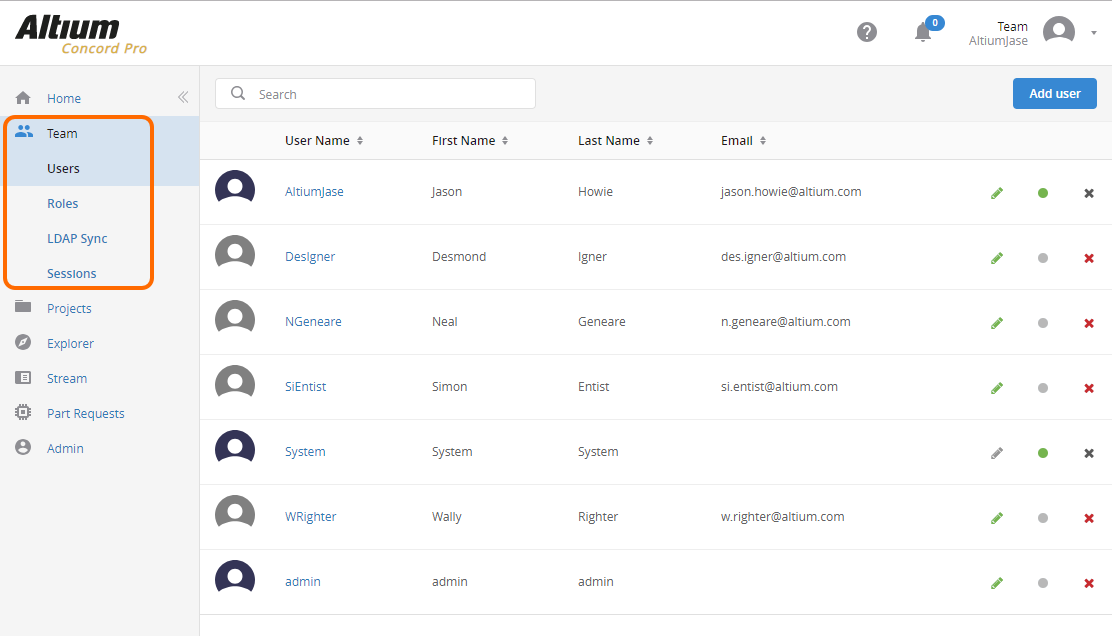 Altium
Concord Pro
?
0
Team
AltiumJase
Home
Team
Users
Roles
LDAP Sync
Sessions
Projects
Explorer
Stream
Part Requests
Admin
Search
Add user
User Name First Name Last Name Email
AltiumJase Jason Howie jason.howie@altium.com
DesIgner Desmond Igner des.igner@altium.com
NGeneare Neal Geneare n.geneare@altium.com
SiEntist Simon Entist si.entist@altium.com
System System System
WRighter Wally Righter w.righter@altium.com
admin admin admin